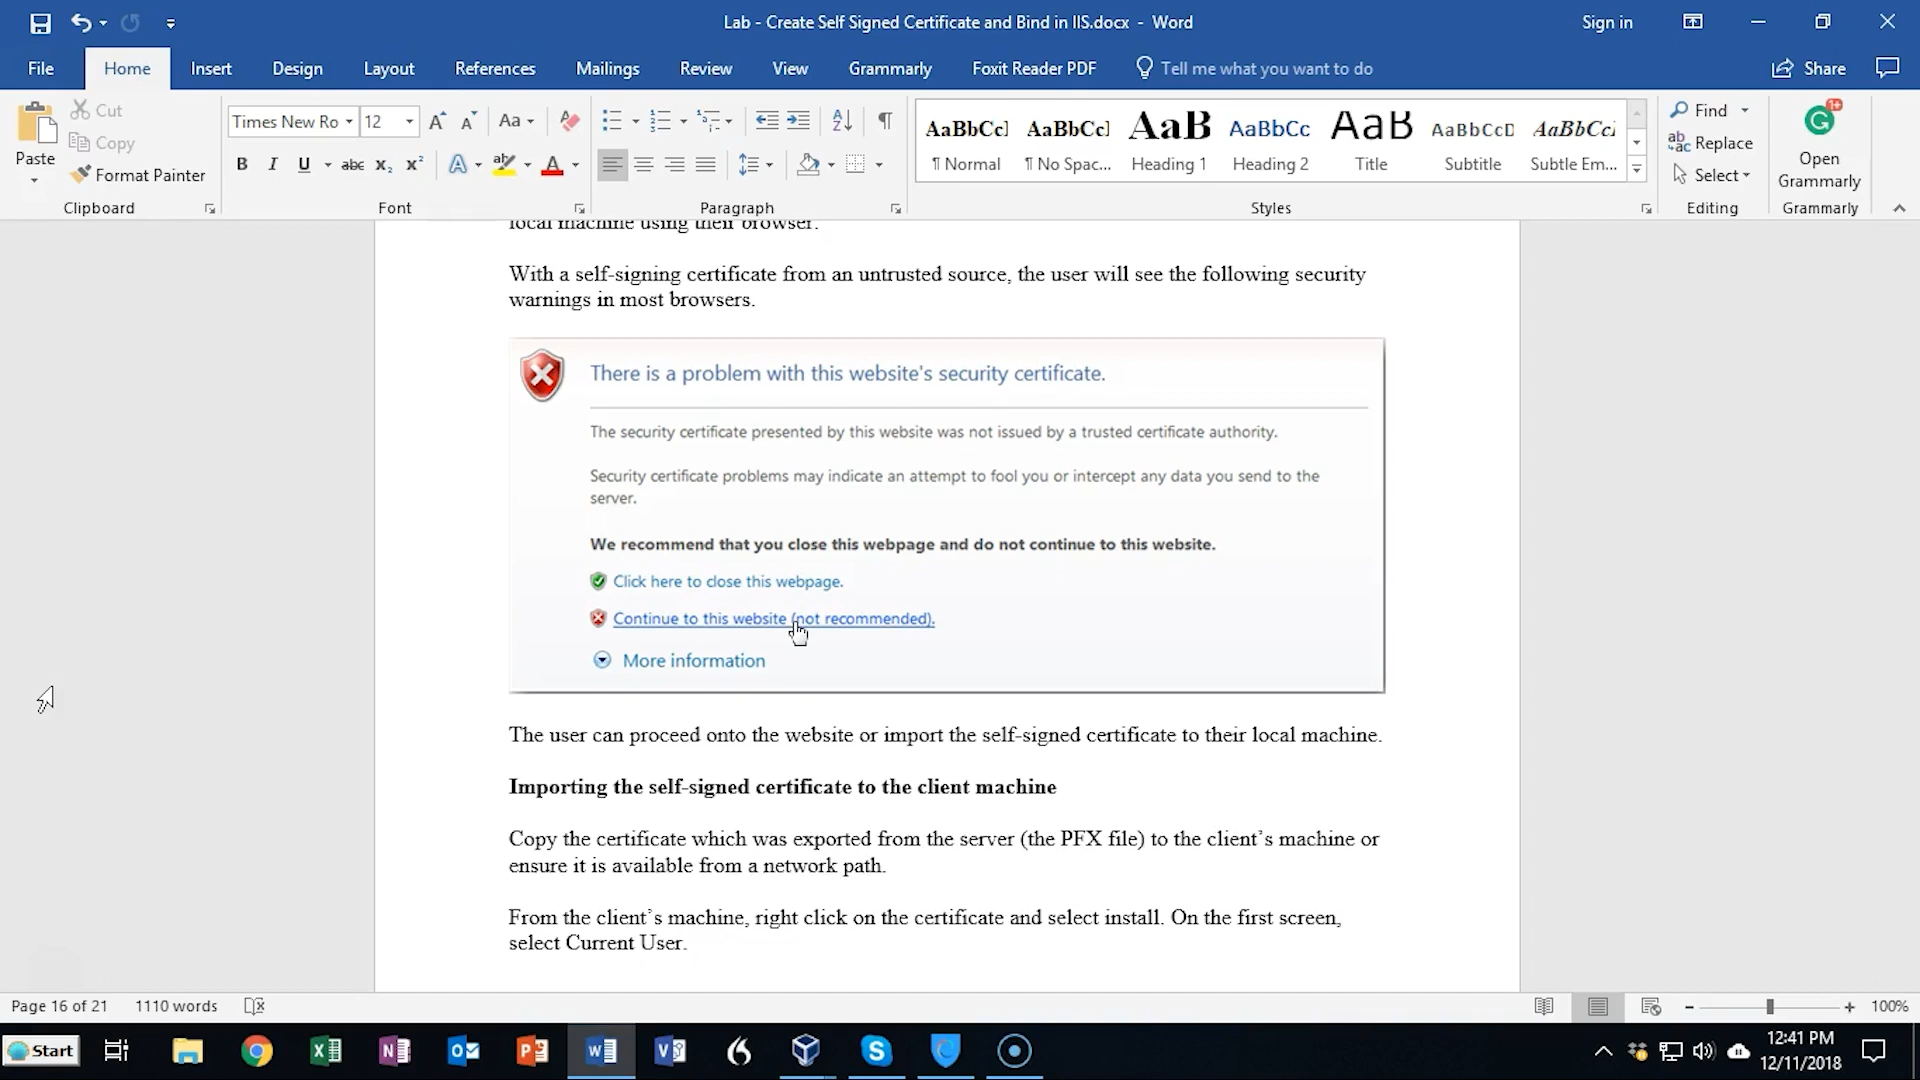 Lab - Create Self Signed Certificate and Bind in IIS.docx - Word
Sign in
File Home Insert Design Layout References Mailings Review View Grammarly Foxit Reader PDF Tell me what you want to do Share
Paste
Cut
Copy
Format Painter
Clipboard
Times New Ro 12
Font
Paragraph
AaBbCcI AaBbCcI AaB AaBbCc AaB AaBbCcD AaBbCcI
¶ Normal ¶ No Spac... Heading 1 Heading 2 Title Subtitle Subtle Em...
Styles
Find
Replace
Select
Editing
Open
Grammarly
Grammarly
local machine using their browser.
With a self-signing certificate from an untrusted source, the user will see the following security
warnings in most browsers.
There is a problem with this website's security certificate.
The security certificate presented by this website was not issued by a trusted certificate authority.
Security certificate problems may indicate an attempt to fool you or intercept any data you send to the
server.
We recommend that you close this webpage and do not continue to this website.
Click here to close this webpage.
Continue to this website (not recommended).
More information
The user can proceed onto the website or import the self-signed certificate to their local machine.
Importing the self-signed certificate to the client machine
Copy the certificate which was exported from the server (the PFX file) to the client’s machine or
ensure it is available from a network path.
From the client’s machine, right click on the certificate and select install. On the first screen,
select Current User.
Page 16 of 21 1110 words 100%
Start
12:41 PM
12/11/2018